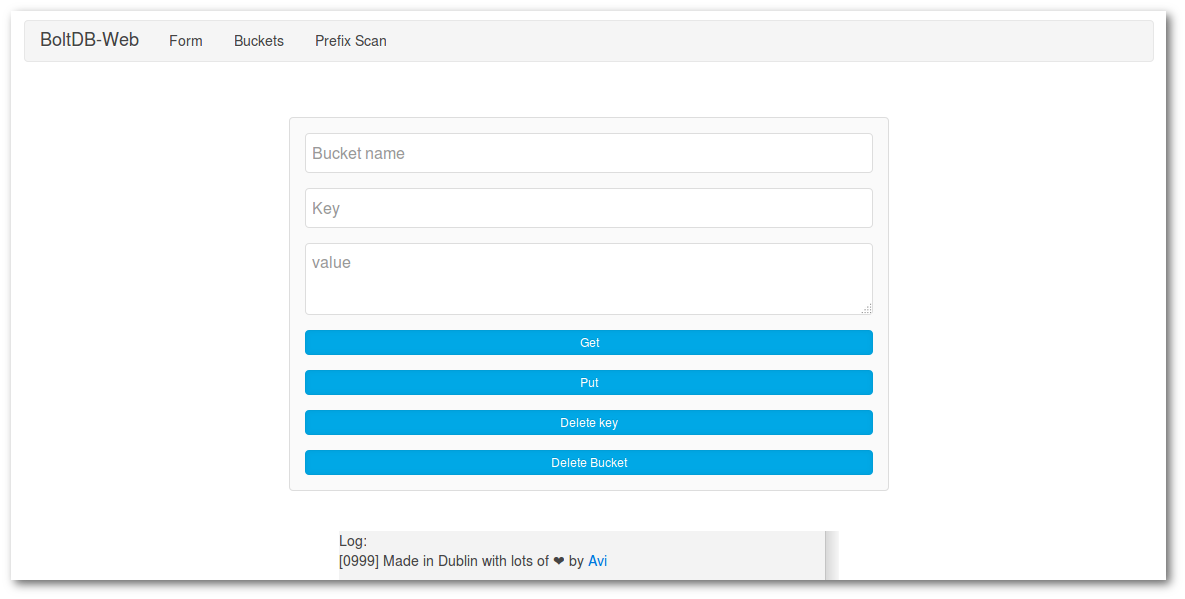 BoltDB-Web Form Buckets Prefix Scan
Bucket name
Key
value
Get
Put
Delete key
Delete Bucket
Log:
[0999] Made in Dublin with lots of ❤ by Avi